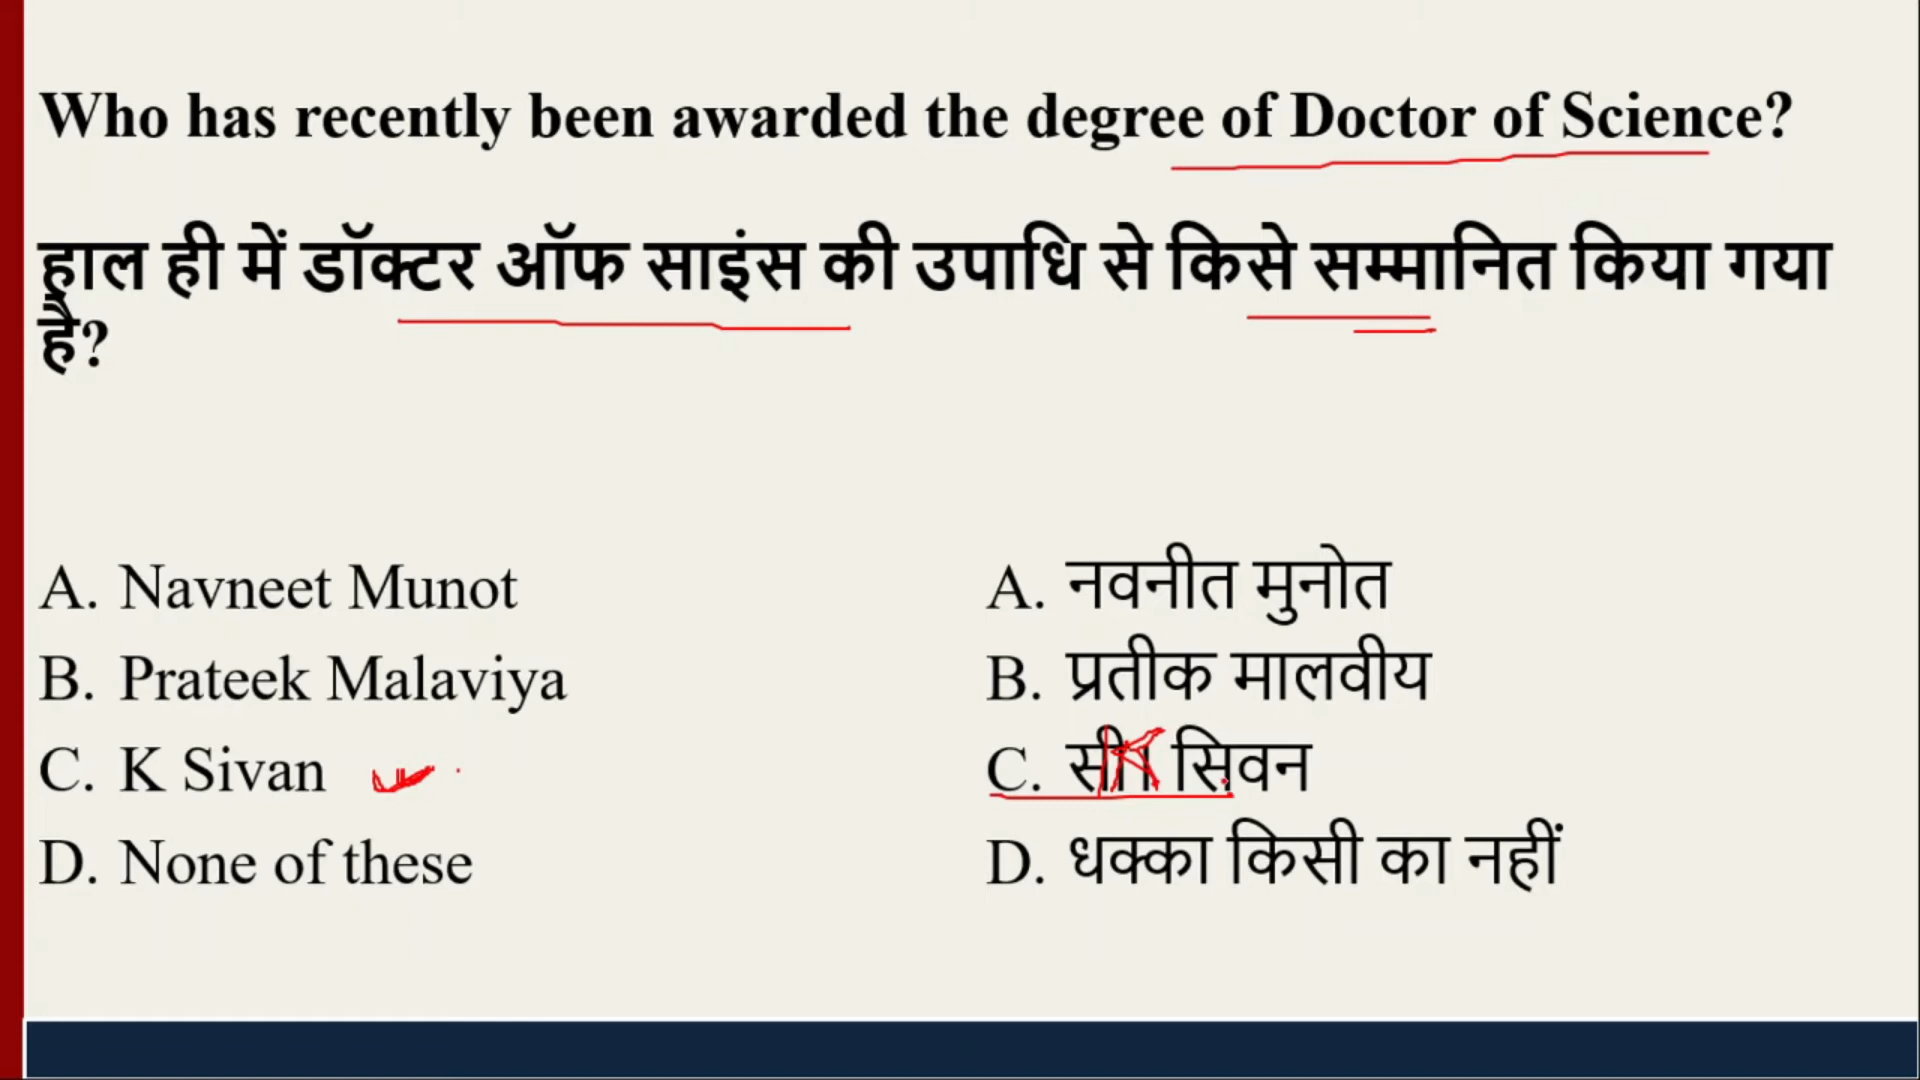 Who has recently been awarded the degree of Doctor of Science?
हाल ही में डॉक्टर ऑफ साइंस की उपाधि से किसे सम्मानित किया गया
है?
A. Navneet Munot
B. Prateek Malaviya
C. K Sivan
D. None of these
A. नवनीत मुनोत
B. प्रतीक मालवीय
C. K सिवन
D. धक्का किसी का नहीं